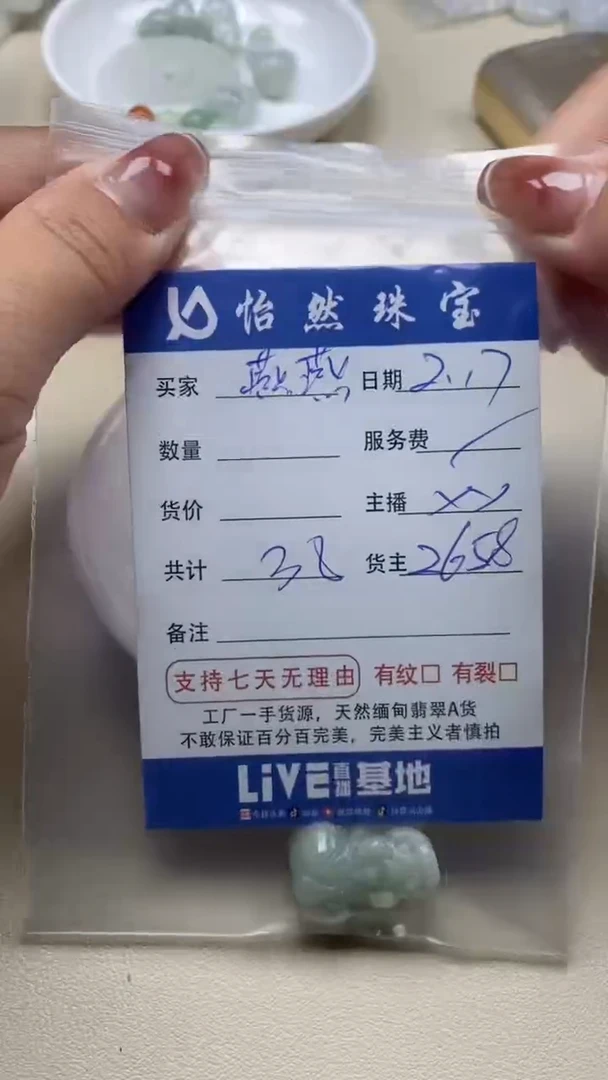 怡然珠宝
买家 燕燕 日期 2.17
数量 服务费
货价 主播 XY
共计 38 货主 2658
备注
支持七天无理由 有纹□ 有裂□
工厂一手货源，天然缅甸翡翠A货
不敢保证百分百完美，完美主义者慎拍
LiVE直播基地